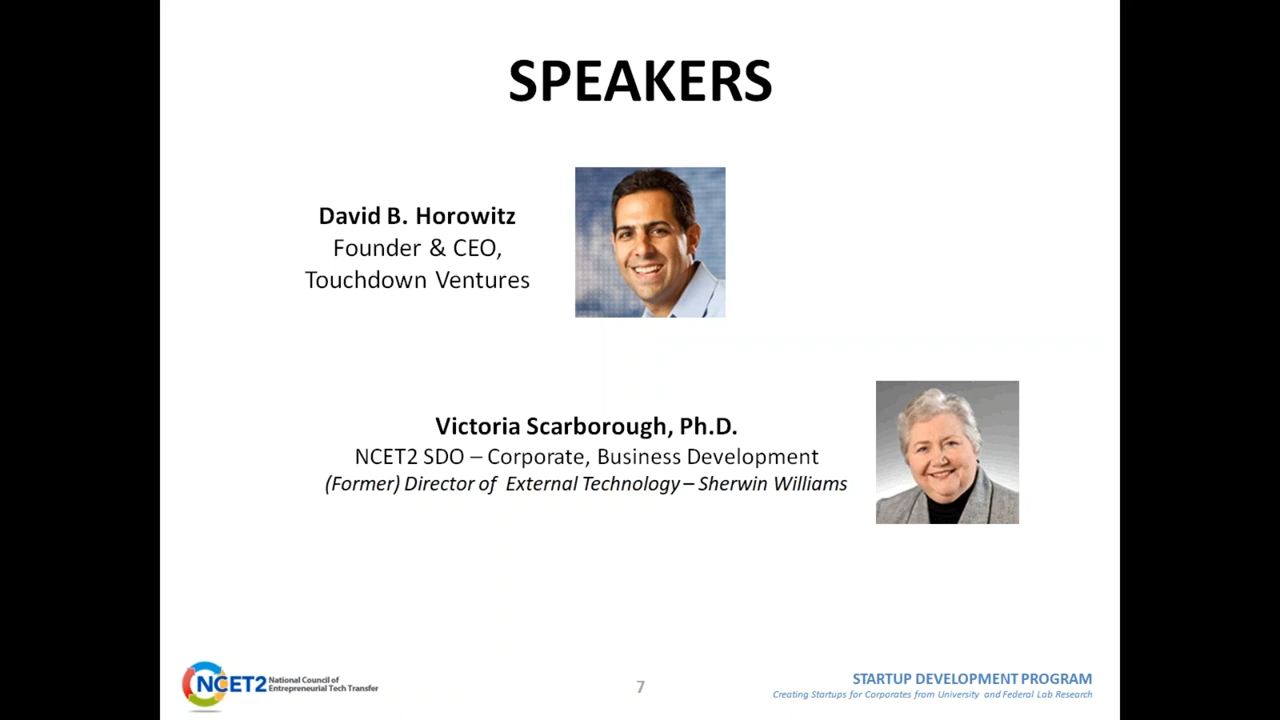 SPEAKERS
David B. Horowitz
Founder & CEO,
Touchdown Ventures
Victoria Scarborough, Ph.D.
NCET2 SDO – Corporate, Business Development
(Former) Director of External Technology – Sherwin Williams
NCET2 National Council of
Entrepreneurial Tech Transfer
7
STARTUP DEVELOPMENT PROGRAM
Creating Startups for Corporates from University and Federal Lab Research